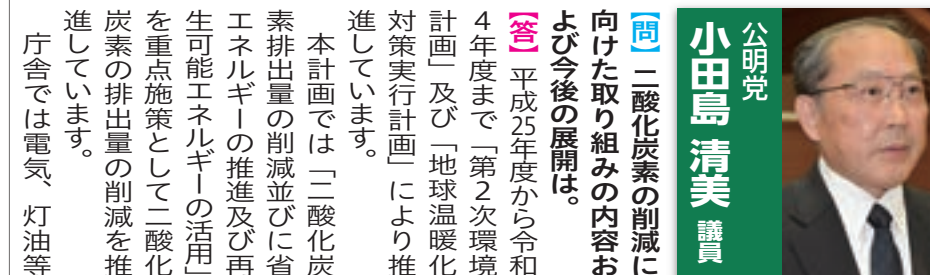 公明党
小田島 清美 議員
【問】 二酸化炭素の削減に
向けた取り組みの内容お
よび今後の展開は。
【答】 平成25年度から令和
４年度まで「第２次環境
計画」及び「地球温暖化
対策実行計画」により推
進しています。
本計画では「二酸化炭
素排出量の削減並びに省
エネルギーの推進及び再
生可能エネルギーの活用」
を重点施策として二酸化
炭素の排出量の削減を推
進しています。
庁舎では電気、灯油等